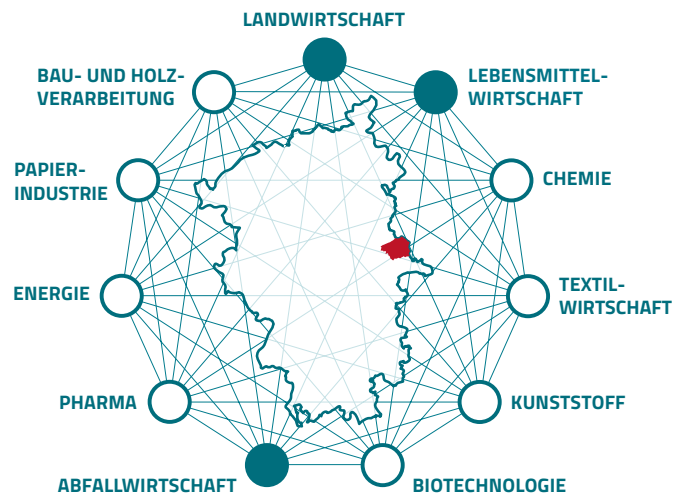 LANDWIRTSCHAFT
BAU- UND HOLZ-
VERARBEITUNG
LEBENSMITTEL-
WIRTSCHAFT
PAPIER-
INDUSTRIE
CHEMIE
ENERGIE
TEXTIL-
WIRTSCHAFT
PHARMA
KUNSTSTOFF
ABFALLWIRTSCHAFT
BIOTECHNOLOGIE